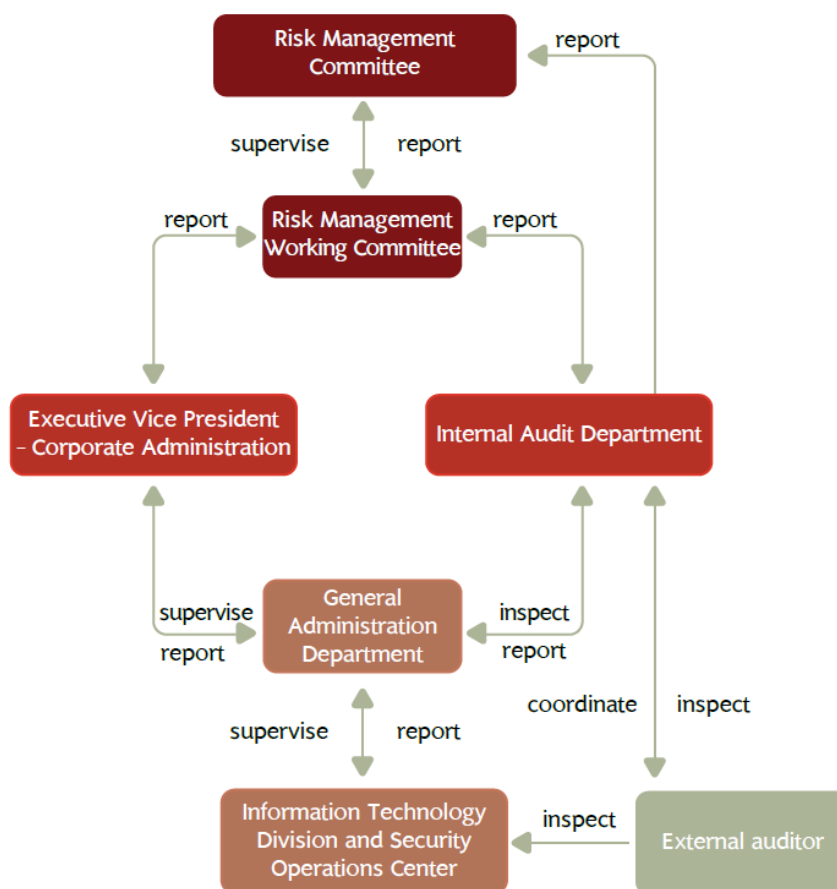 Risk Management
Committee
report
supervise
report
report
Risk Management
Working Committee
report
Executive Vice President
– Corporate Administration
Internal Audit Department
supervise
report
General
Administration
Department
inspect
report
coordinate
inspect
supervise
report
Information Technology
Division and Security
Operations Center
inspect
External auditor